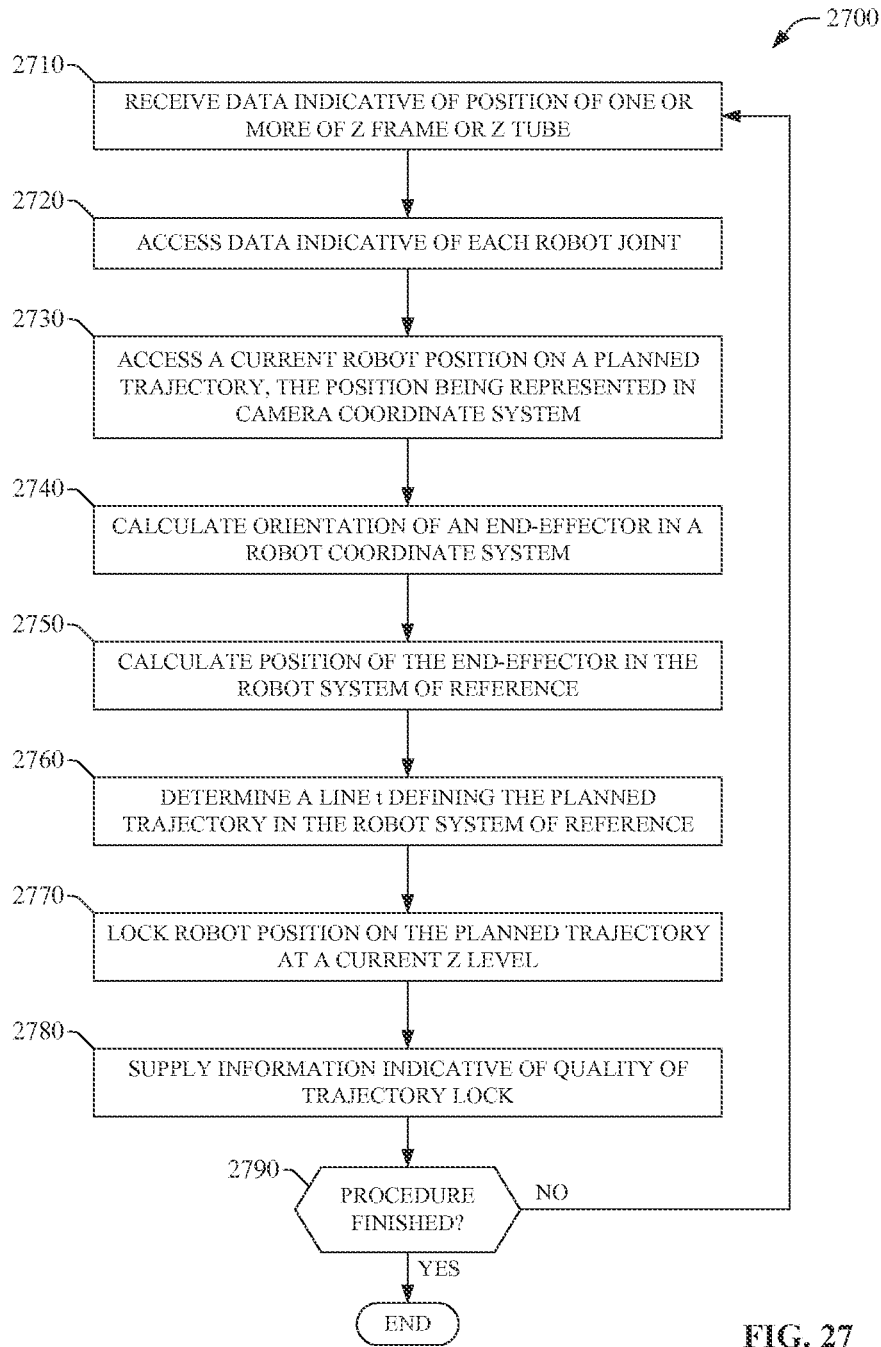 2700
2710
RECEIVE DATA INDICATIVE OF POSITION OF ONE OR
MORE OF Z FRAME OR Z TUBE
2720
ACCESS DATA INDICATIVE OF EACH ROBOT JOINT
2730
ACCESS A CURRENT ROBOT POSITION ON A PLANNED
TRAJECTORY, THE POSITION BEING REPRESENTED IN
CAMERA COORDINATE SYSTEM
2740
CALCULATE ORIENTATION OF AN END-EFFECTOR IN A
ROBOT COORDINATE SYSTEM
2750
CALCULATE POSITION OF THE END-EFFECTOR IN THE
ROBOT SYSTEM OF REFERENCE
2760
DETERMINE A LINE t DEFINING THE PLANNED
TRAJECTORY IN THE ROBOT SYSTEM OF REFERENCE
2770
LOCK ROBOT POSITION ON THE PLANNED TRAJECTORY
AT A CURRENT Z LEVEL
2780
SUPPLY INFORMATION INDICATIVE OF QUALITY OF
TRAJECTORY LOCK
2790
PROCEDURE
FINISHED?
NO
YES
END
FIG. 27